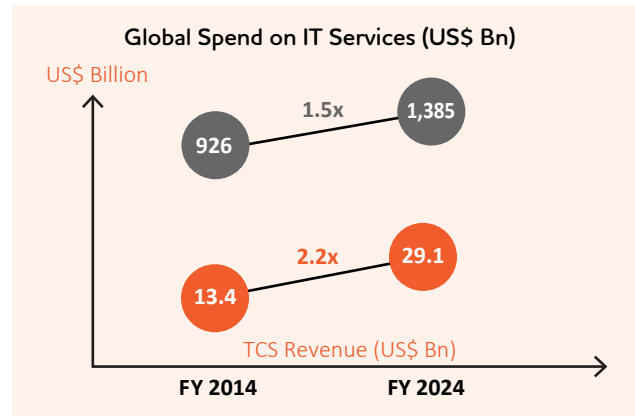 Global Spend on IT Services (US$ Bn)
US$ Billion
1.5x
1,385
926
2.2x
29.1
13.4
TCS Revenue (US$ Bn)
FY 2014
FY 2024